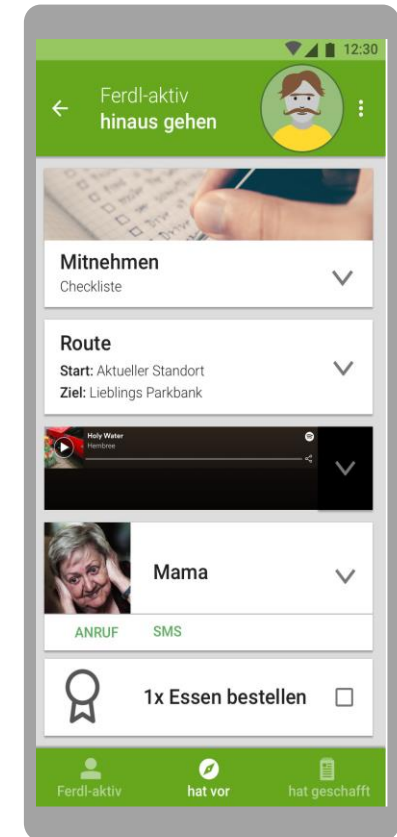 12:30
Ferdl-aktiv
hinaus gehen
Mitnehmen
Checkliste
Route
Start: Aktueller Standort
Ziel: Lieblings Parkbank
Holy Water
Hembree
Mama
ANRUF SMS
1x Essen bestellen
Ferdl-aktiv hat vor hat geschafft